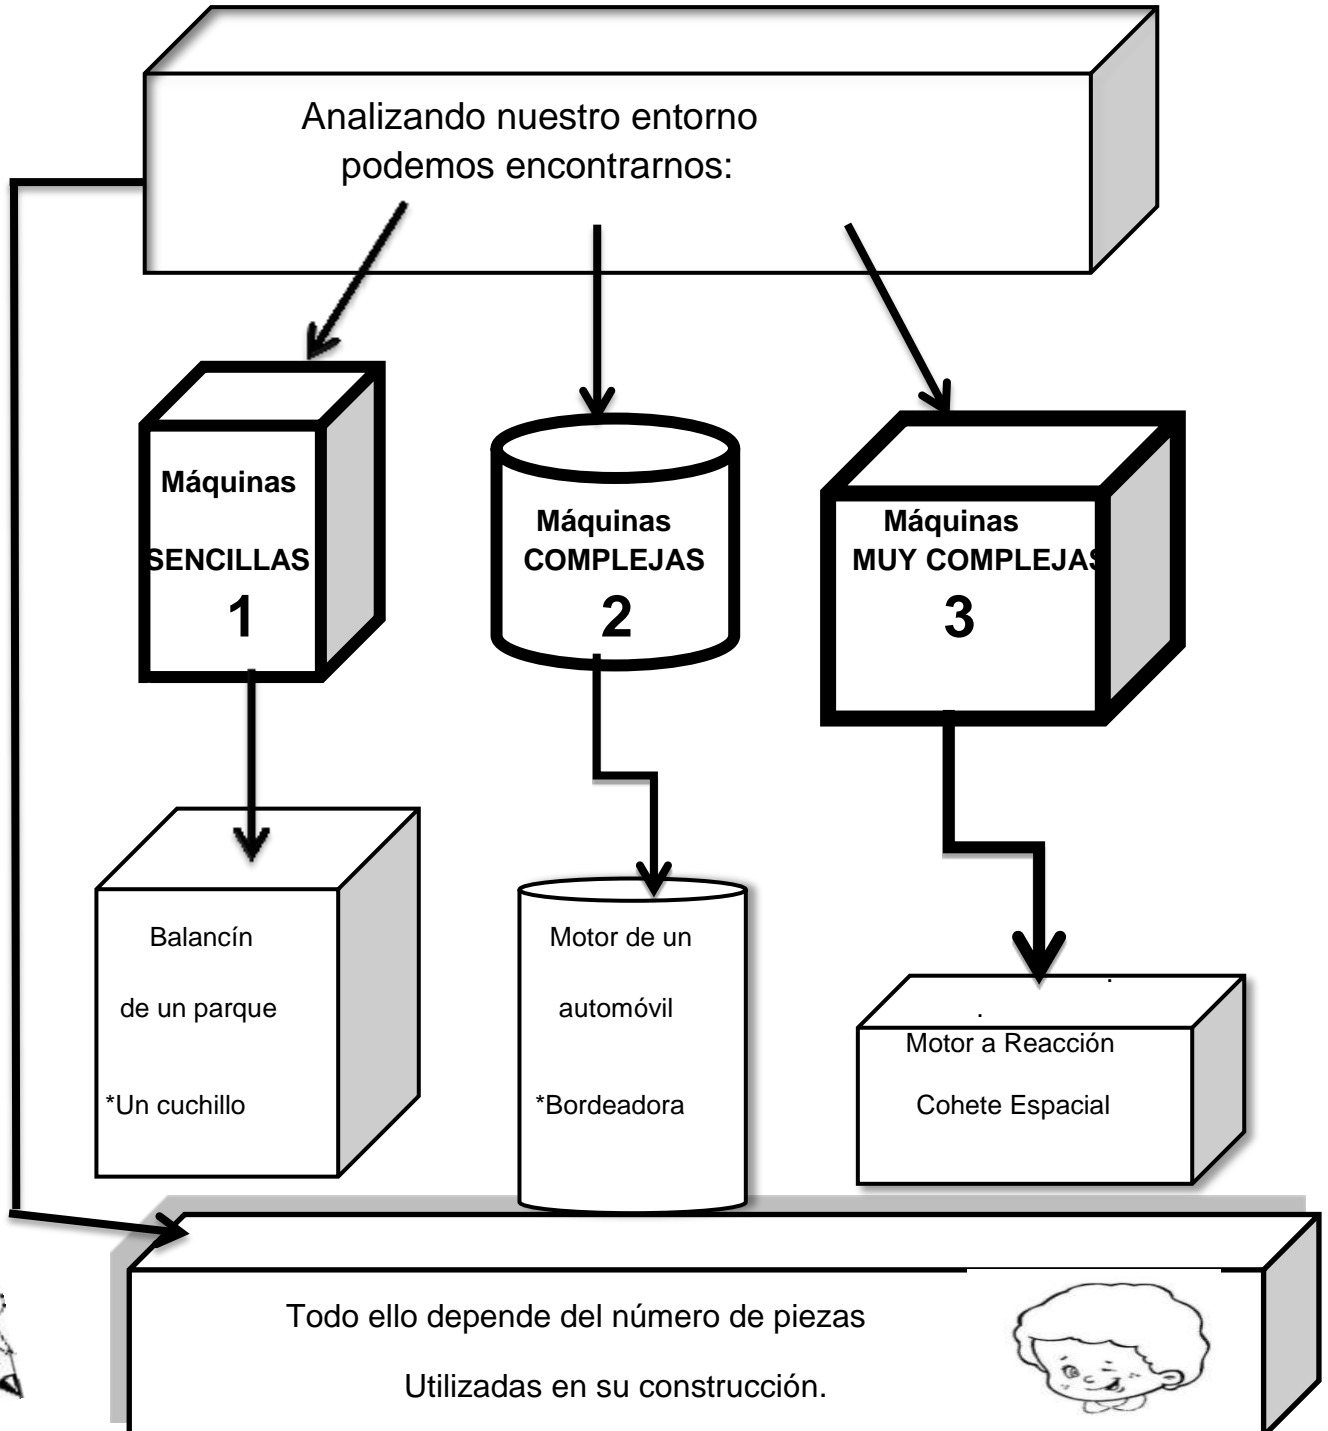 Analizando nuestro entorno
podemos encontrarnos:
Máquinas
SENCILLAS
1
Máquinas
COMPLEJAS
2
Máquinas
MUY COMPLEJAS
3
Balancín
de un parque
*Un cuchillo
Motor de un
automóvil
*Bordeadora
.
.
Motor a Reacción
Cohete Espacial
Todo ello depende del número de piezas
Utilizadas en su construcción.